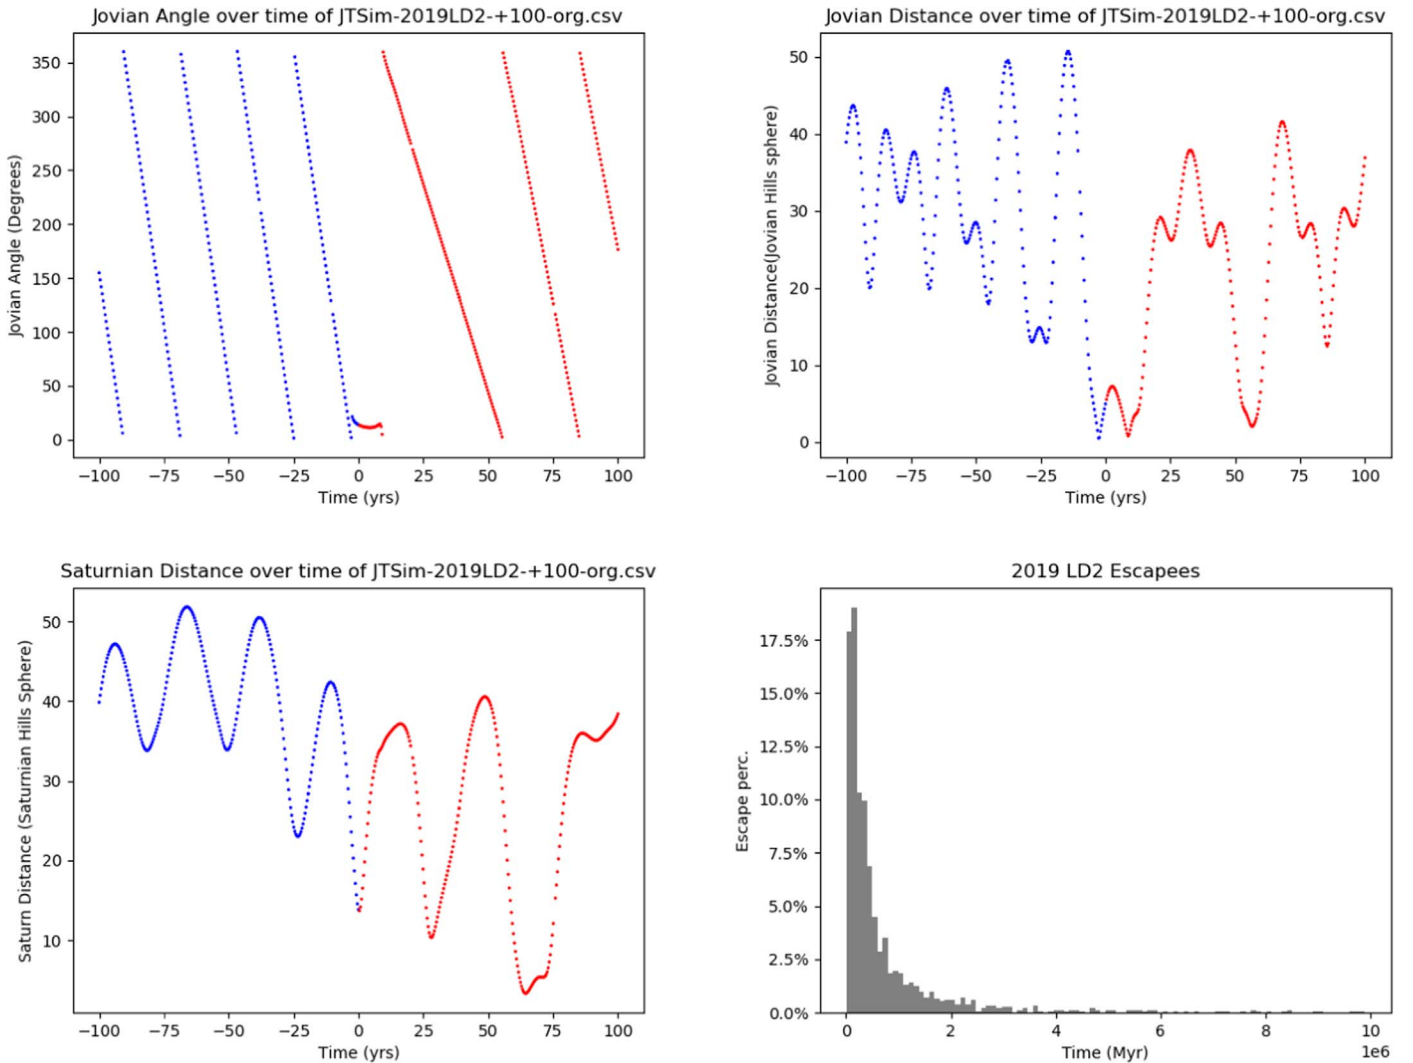 Jovian Angle over time of JTSim-2019LD2-+100-org.csv
Jovian Angle (Degrees)
350
300
250
200
150
100
50
0
−100 −75 −50 −25 0 25 50 75 100
Time (yrs)
Jovian Distance over time of JTSim-2019LD2-+100-org.csv
Jovian Distance(Jovian Hills sphere)
50
40
30
20
10
0
−100 −75 −50 −25 0 25 50 75 100
Time (yrs)
Saturnian Distance over time of JTSim-2019LD2-+100-org.csv
Saturn Distance (Saturnian Hills Sphere)
50
40
30
20
10
−100 −75 −50 −25 0 25 50 75 100
Time (yrs)
2019 LD2 Escapees
Escape perc.
17.5%
15.0%
12.5%
10.0%
7.5%
5.0%
2.5%
0.0%
0 2 4 6 8 10
1e6
Time (Myr)